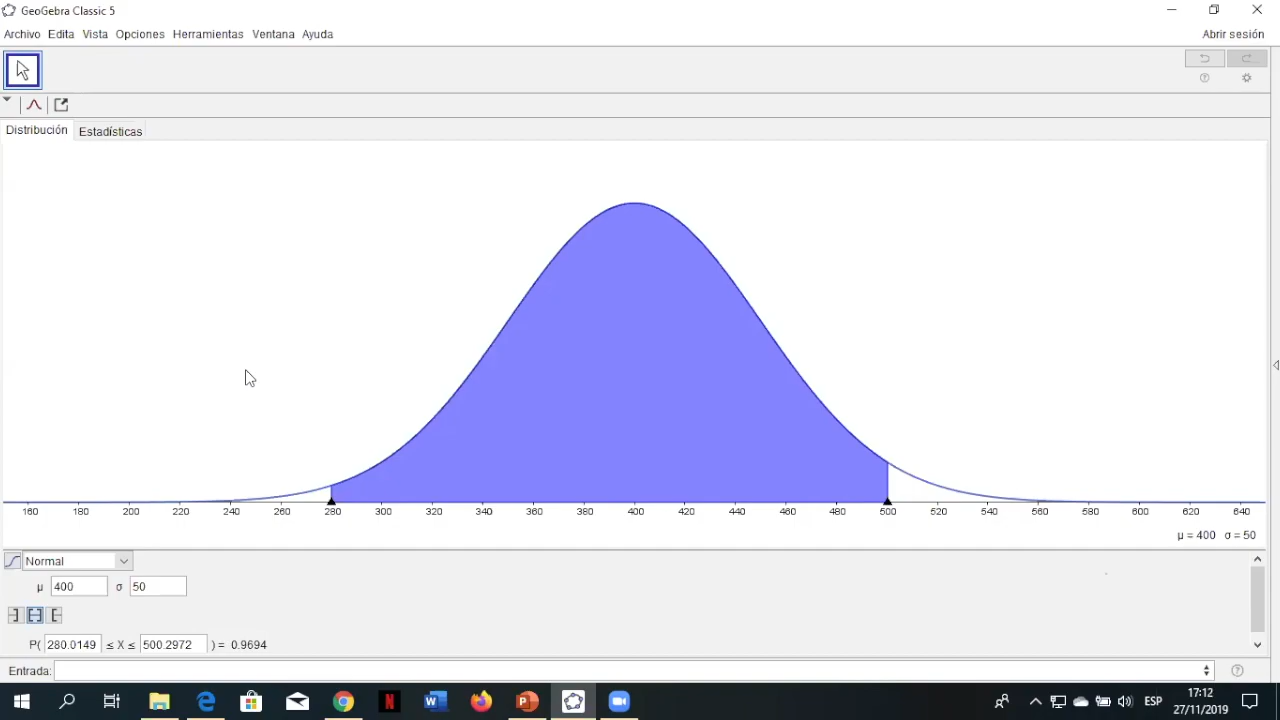 GeoGebra Classic 5
Archivo Edita Vista Opciones Herramientas Ventana Ayuda Abrir sesión
Distribución Estadísticas
160 180 200 220 240 260 280 300 320 340 360 380 400 420 440 460 480 500 520 540 560 580 600 620 640
μ = 400 σ = 50
Normal
μ 400 σ 50
P( 280.0149 ≤ X ≤ 500.2972 ) = 0.9694
Entrada:
ESP 17:12
27/11/2019